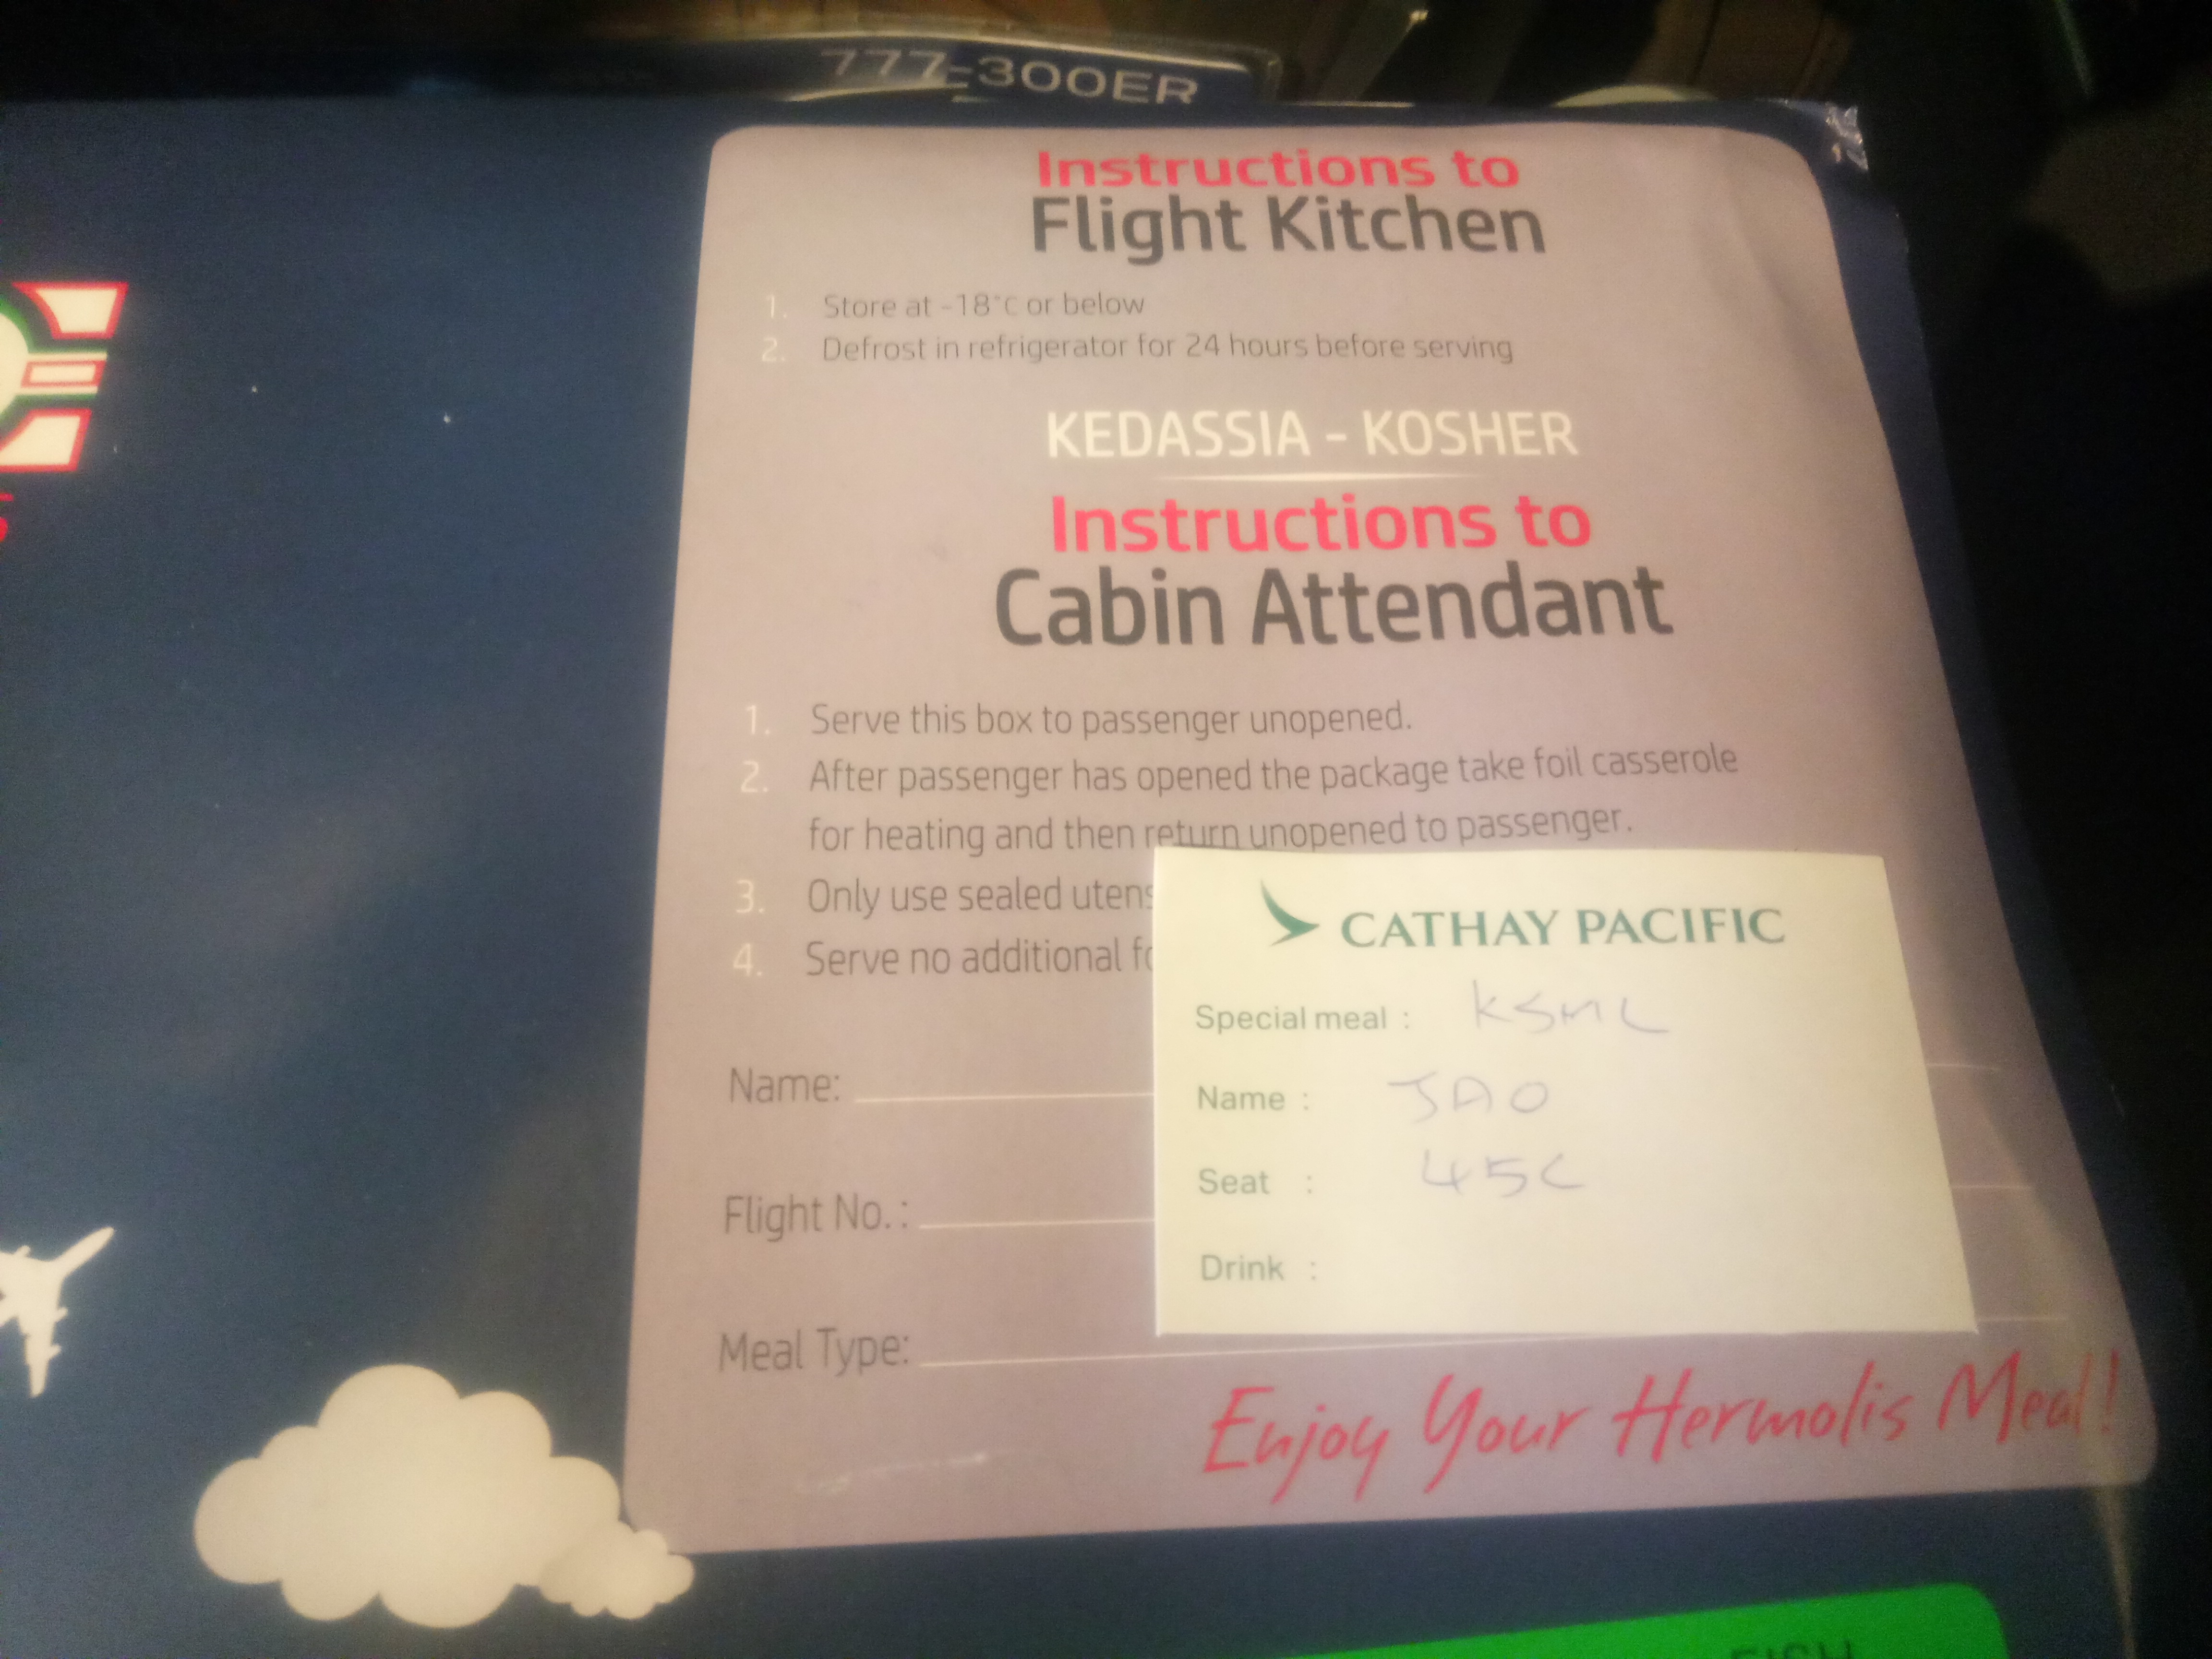 777-300ER
Instructions to
Flight Kitchen
1. Store at -18°C or below
2. Defrost in refrigerator for 24 hours before serving
KEDASSIA - KOSHER
Instructions to
Cabin Attendant
1. Serve this box to passenger unopened.
2. After passenger has opened the package take foil casserole
for heating and then return unopened to passenger.
3. Only use sealed
4. Serve no additional
CATHAY PACIFIC
Special meal : KSML
Name : JAO
Seat : 45C
Drink :
Name:
Flight No.:
Meal Type:
Enjoy Your Hermolis Meal!